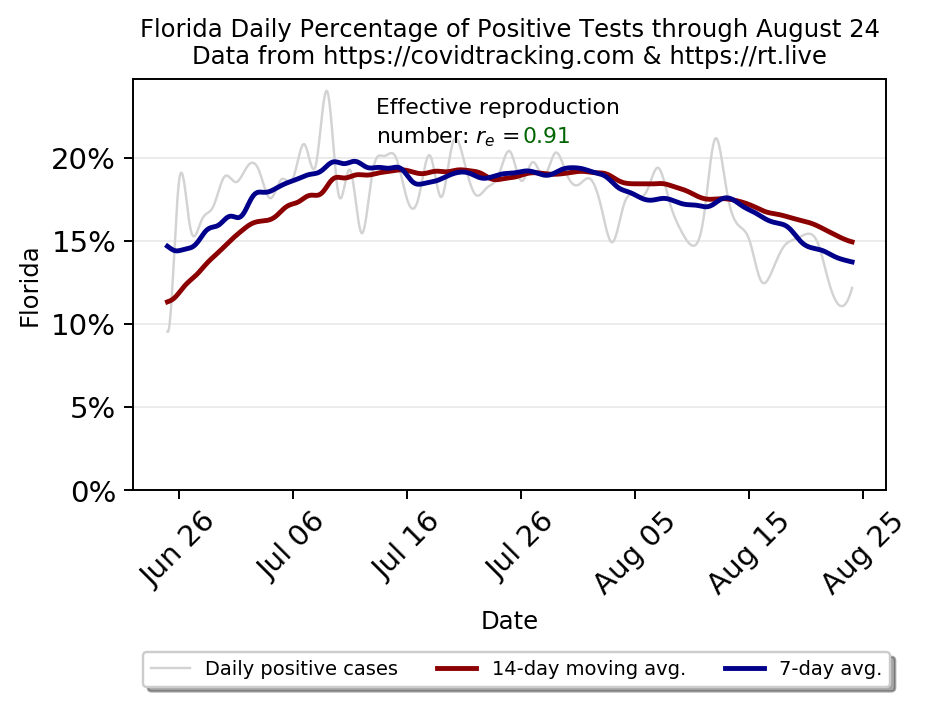 Florida Daily Percentage of Positive Tests through August 24
Data from https://covidtracking.com & https://rt.live
Effective reproduction
number: rₑ =0.91
20%
15%
10%
5%
0%
Florida
Jun 26
Jul 06
Jul 16
Jul 26
Aug 05
Aug 15
Aug 25
Date
Daily positive cases
14-day moving avg.
7-day avg.